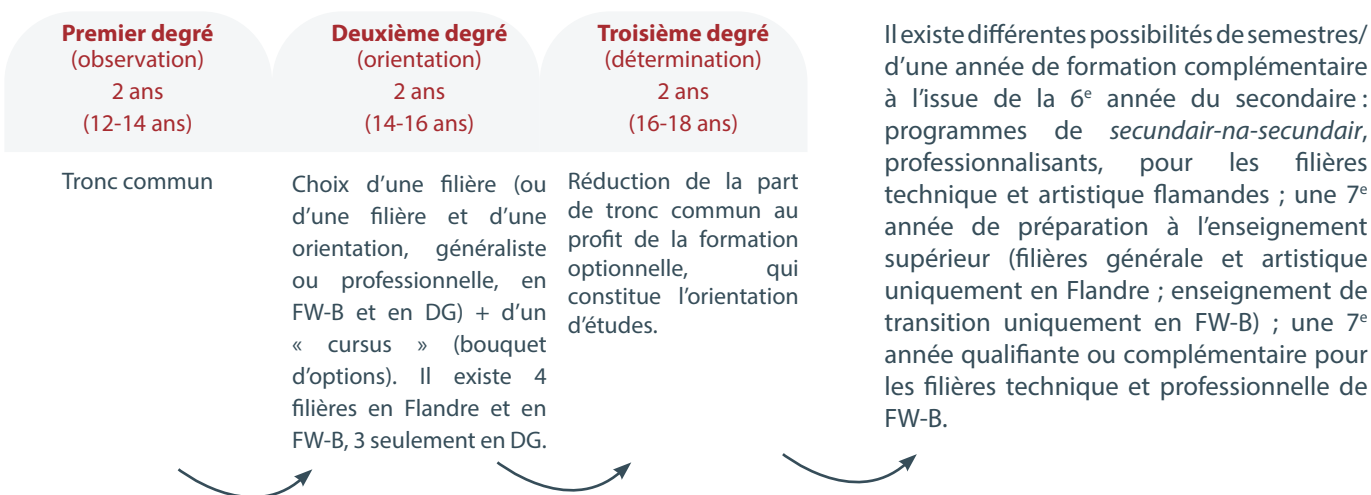 Premier degré
(observation)
2 ans
(12-14 ans)
Tronc commun
Deuxième degré
(orientation)
2 ans
(14-16 ans)
Choix d’une filière (ou
d’une filière et d’une
orientation, généraliste
ou professionnelle, en
FW-B et en DG) + d’un
« cursus » (bouquet
d’options). Il existe 4
filières en Flandre et en
FW-B, 3 seulement en DG.
Troisième degré
(détermination)
2 ans
(16-18 ans)
Réduction de la part
de tronc commun au
profit de la formation
optionnelle, qui
constitue l’orientation
d’études.
Il existe différentes possibilités de semestres/
d’une année de formation complémentaire
à l’issue de la 6e année du secondaire :
programmes de secundair-na-secundair,
professionnalisants, pour les filières
technique et artistique flamandes ; une 7e
année de préparation à l’enseignement
supérieur (filières générale et artistique
uniquement en Flandre ; enseignement de
transition uniquement en FW-B) ; une 7e
année qualifiante ou complémentaire pour
les filières technique et professionnelle de
FW-B.